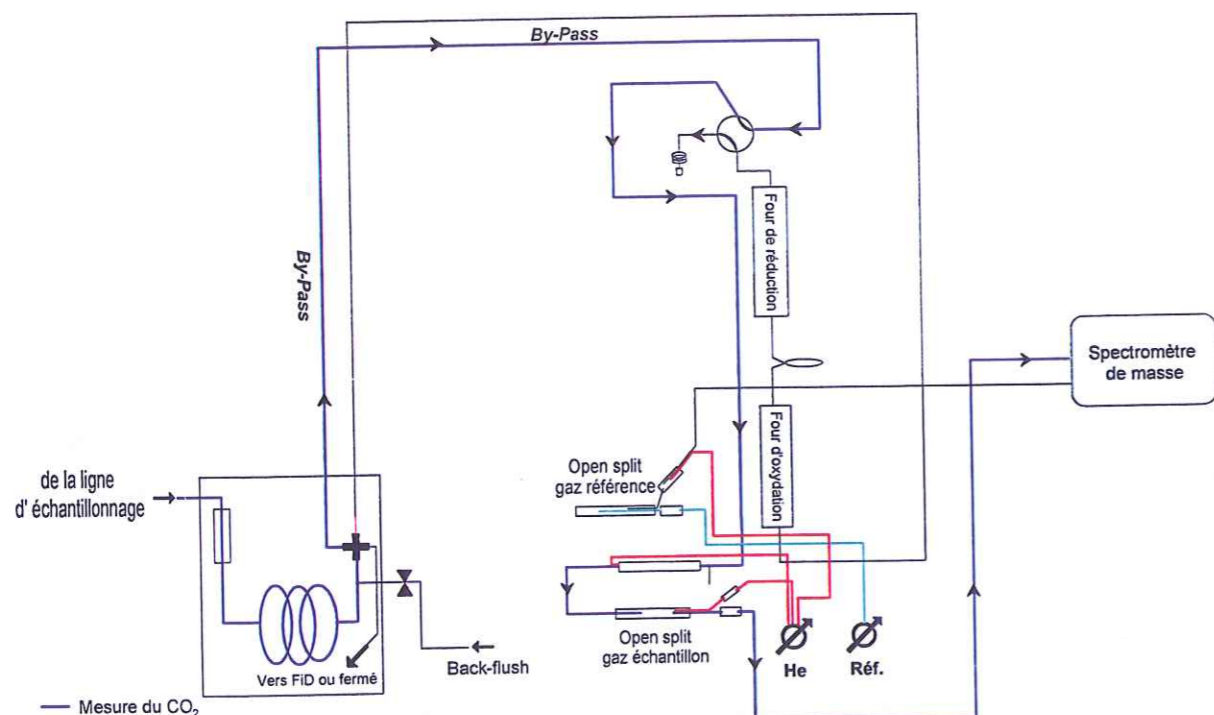 By-Pass
By-Pass
Four de réduction
Spectromètre
de masse
Four d'oxydation
Open split
gaz référence
de la ligne
d' échantillonnage
Open split
gaz échantillon
Back-flush
Vers FiD ou fermé
He
Réf.
Mesure du CO₂